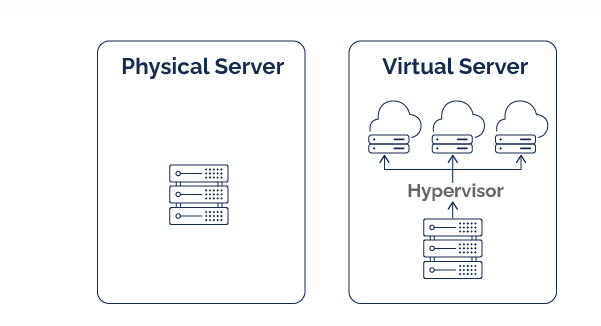 Physical Server
Virtual Server
Hypervisor